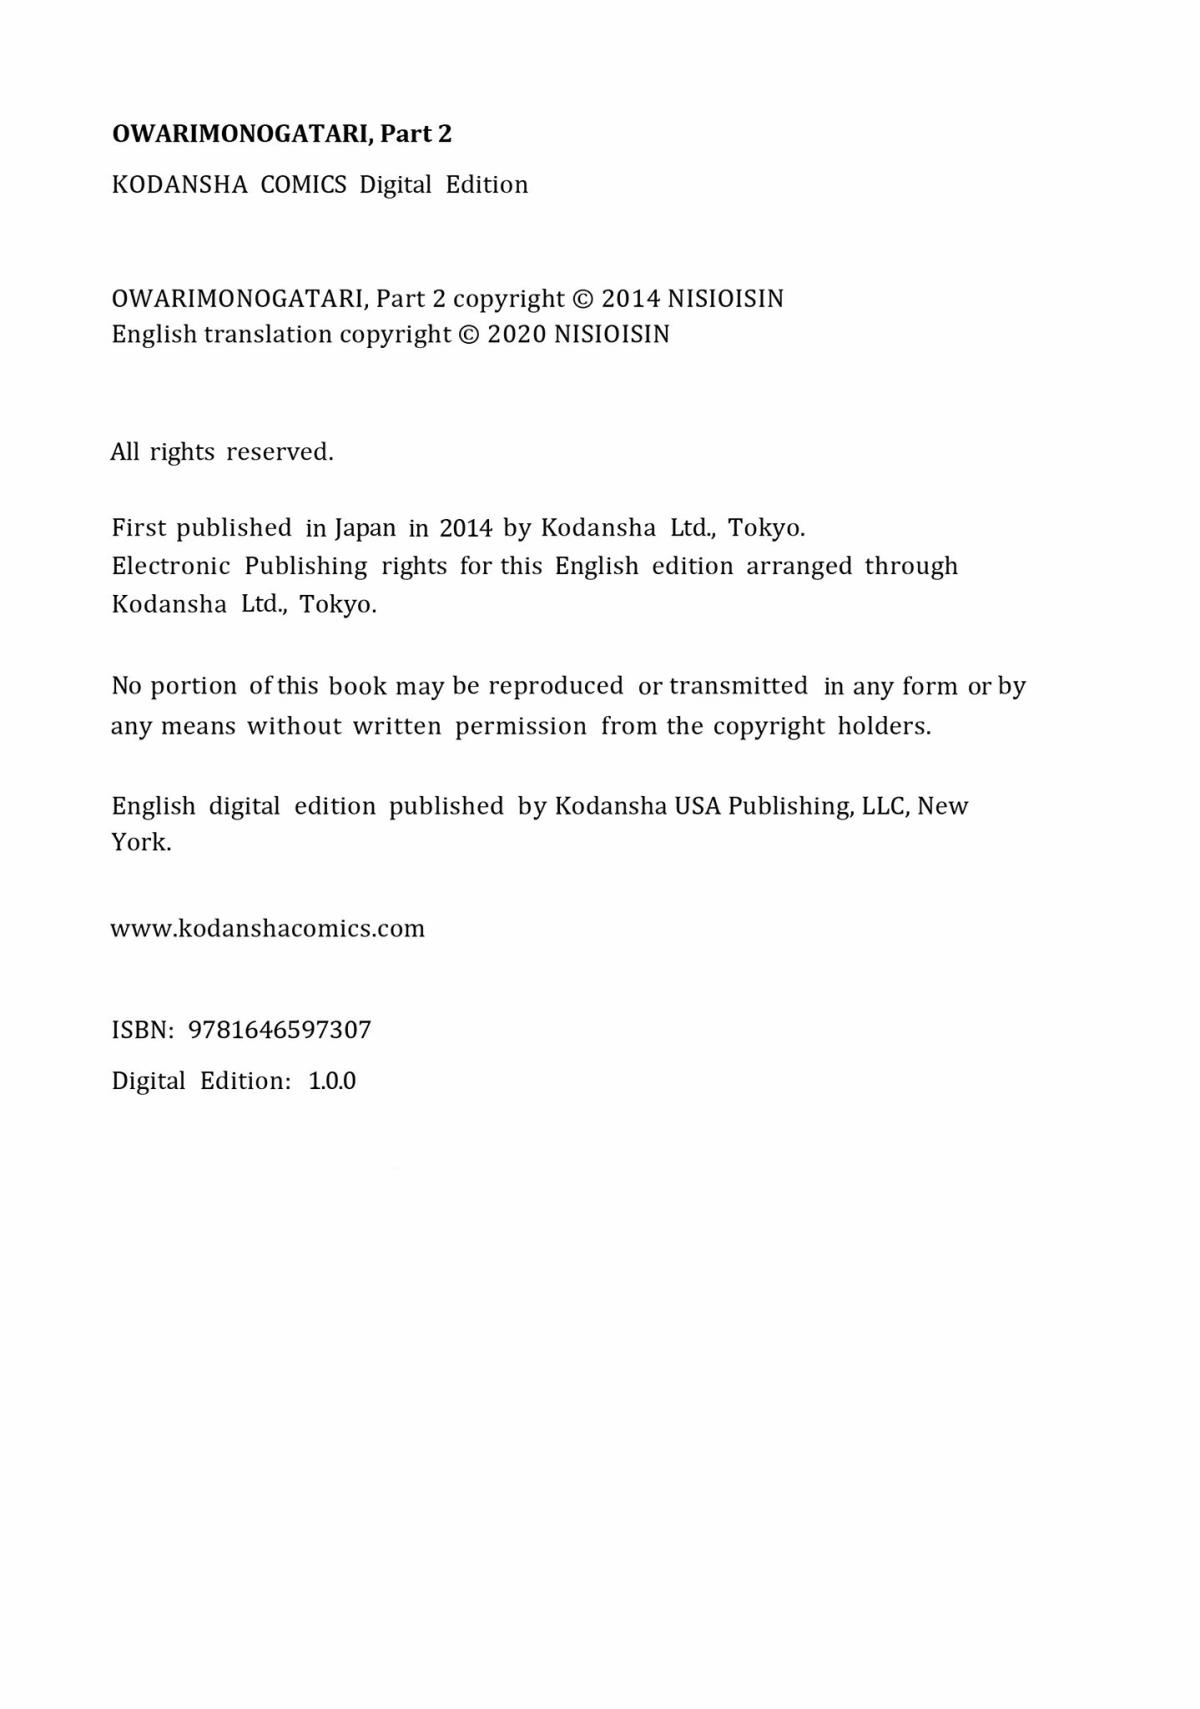 OWARIMONOGATARI, Part 2
KODANSHA COMICS Digital Edition
OWARIMONOGATARI, Part 2 copyright © 2014 NISIOISIN
English translation copyright © 2020 NISIOISIN
All rights reserved.
First published in Japan in 2014 by Kodansha Ltd., Tokyo.
Electronic Publishing rights for this English edition arranged through
Kodansha Ltd., Tokyo.
No portion of this book may be reproduced or transmitted in any form or by
any means without written permission from the copyright holders.
English digital edition published by Kodansha USA Publishing, LLC, New
York.
www.kodanshacomics.com
ISBN: 9781646597307
Digital Edition: 1.0.0